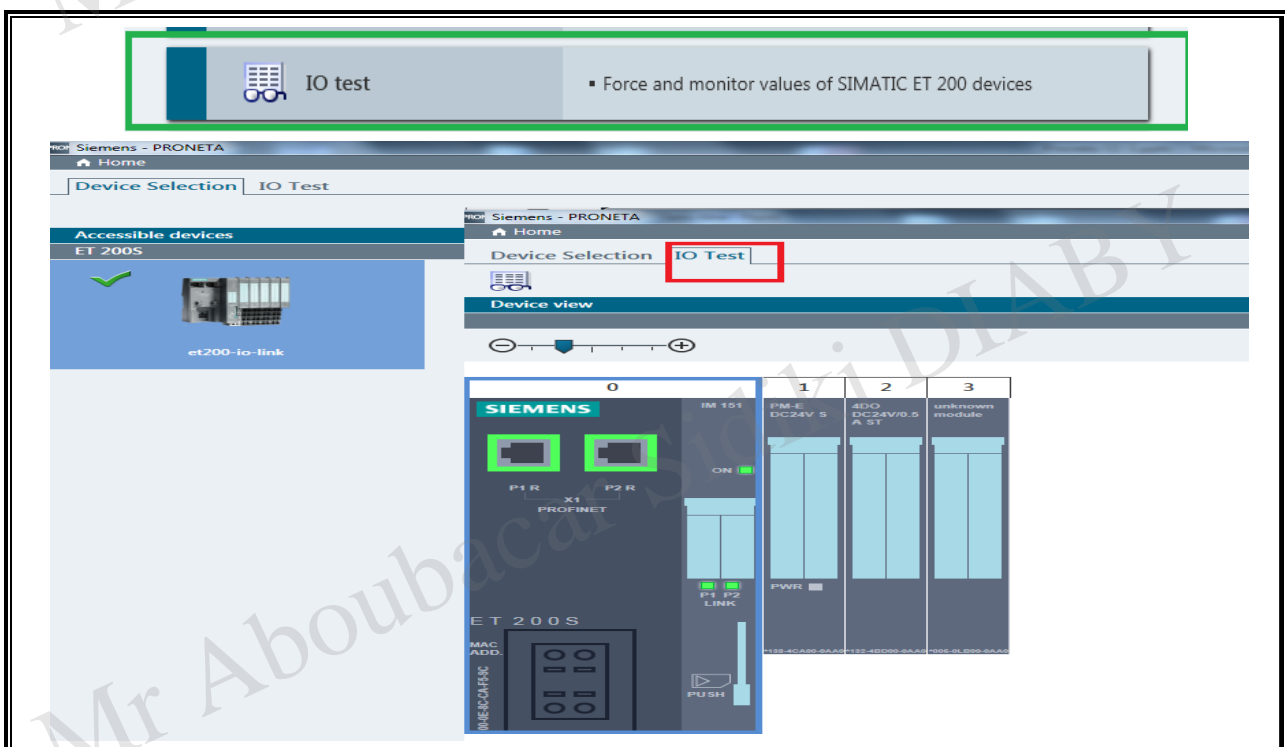 IO test
▪ Force and monitor values of SIMATIC ET 200 devices
Siemens - PRONETA
Home
Device Selection IO Test
Accessible devices
ET 200S
et200-io-link
Siemens - PRONETA
Home
Device Selection IO Test
Device view
0 1 2 3
SIEMENS
IM 151
PM-E
DC24V S
4DO
DC24V/0.5
A ST
unknown
module
ON
P1 R P2 R
X1
PROFINET
P1 P2
LINK
PWR
ET 200S
MAC
ADD.
PUSH
Mr Aboubacar Sidiki DIABY